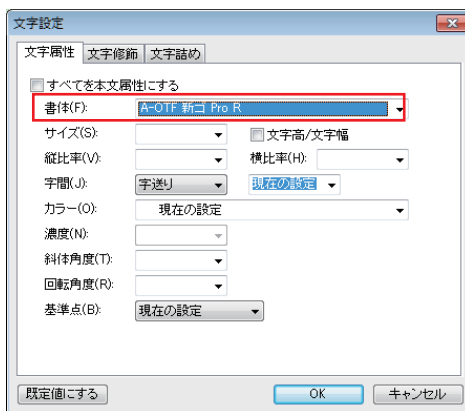 文字設定
文字属性 文字修飾 文字詰め
すべてを本文属性にする
書体(F): A-OTF 新ゴ Pro R
サイズ(S): 文字高/文字幅
縦比率(V): 横比率(H):
字間(J): 字送り 現在の設定
カラー(O): 現在の設定
濃度(N):
斜体角度(T):
回転角度(R):
基準点(B): 現在の設定
既定値にする OK キャンセル